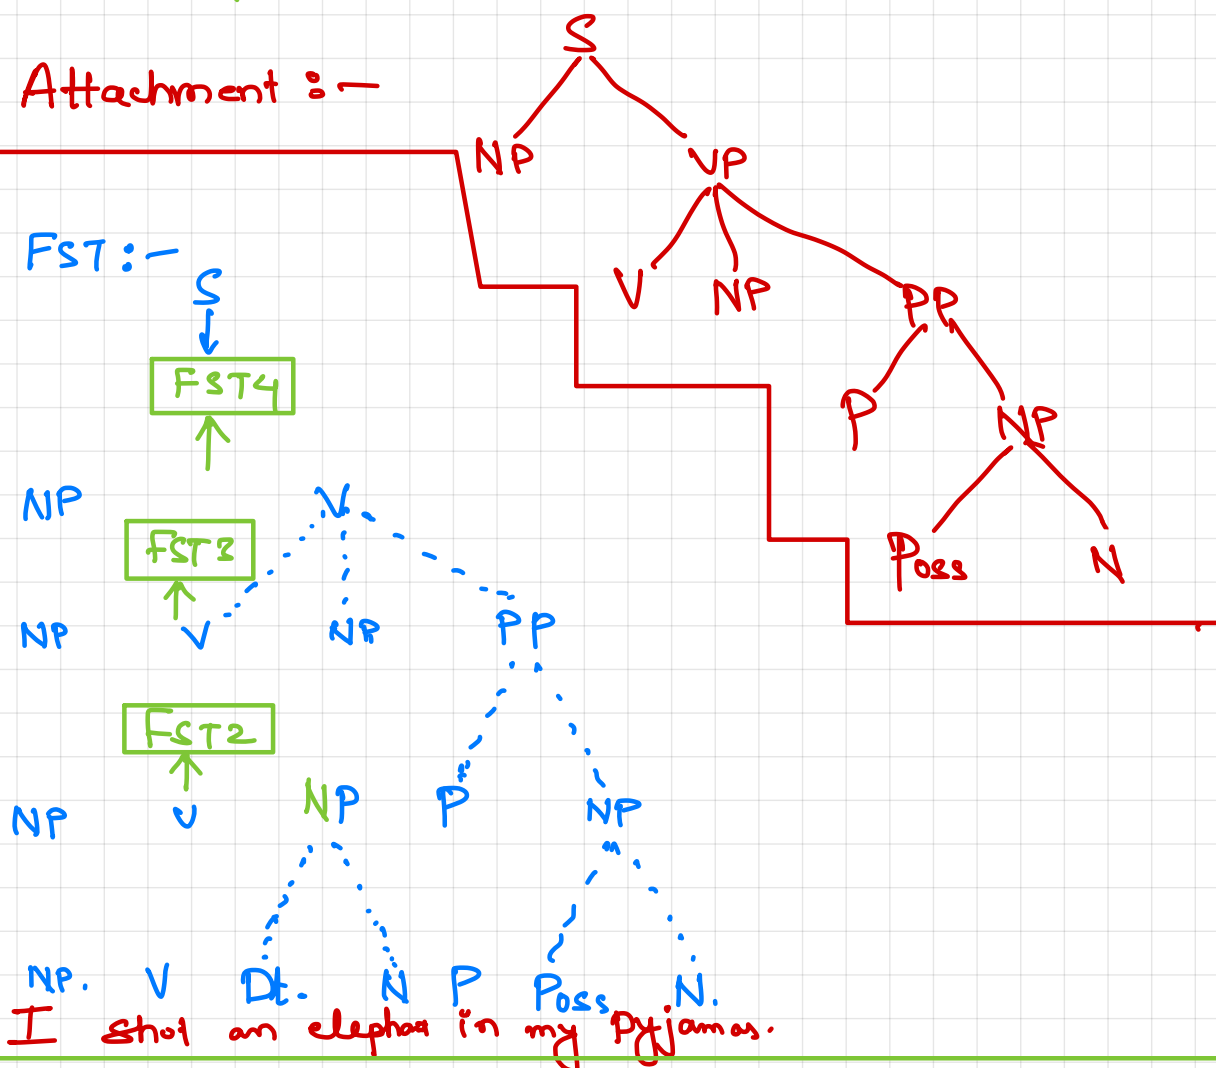 S
Attachment :-
NP VP
FST :-
S
V NP PP
FST4
P NP
NP V
FST3
Poss N
NP V NP PP
FST2
NP V NP P NP
NP. V Dt. N P Poss N.
I shot an elephat in my pyjamas.